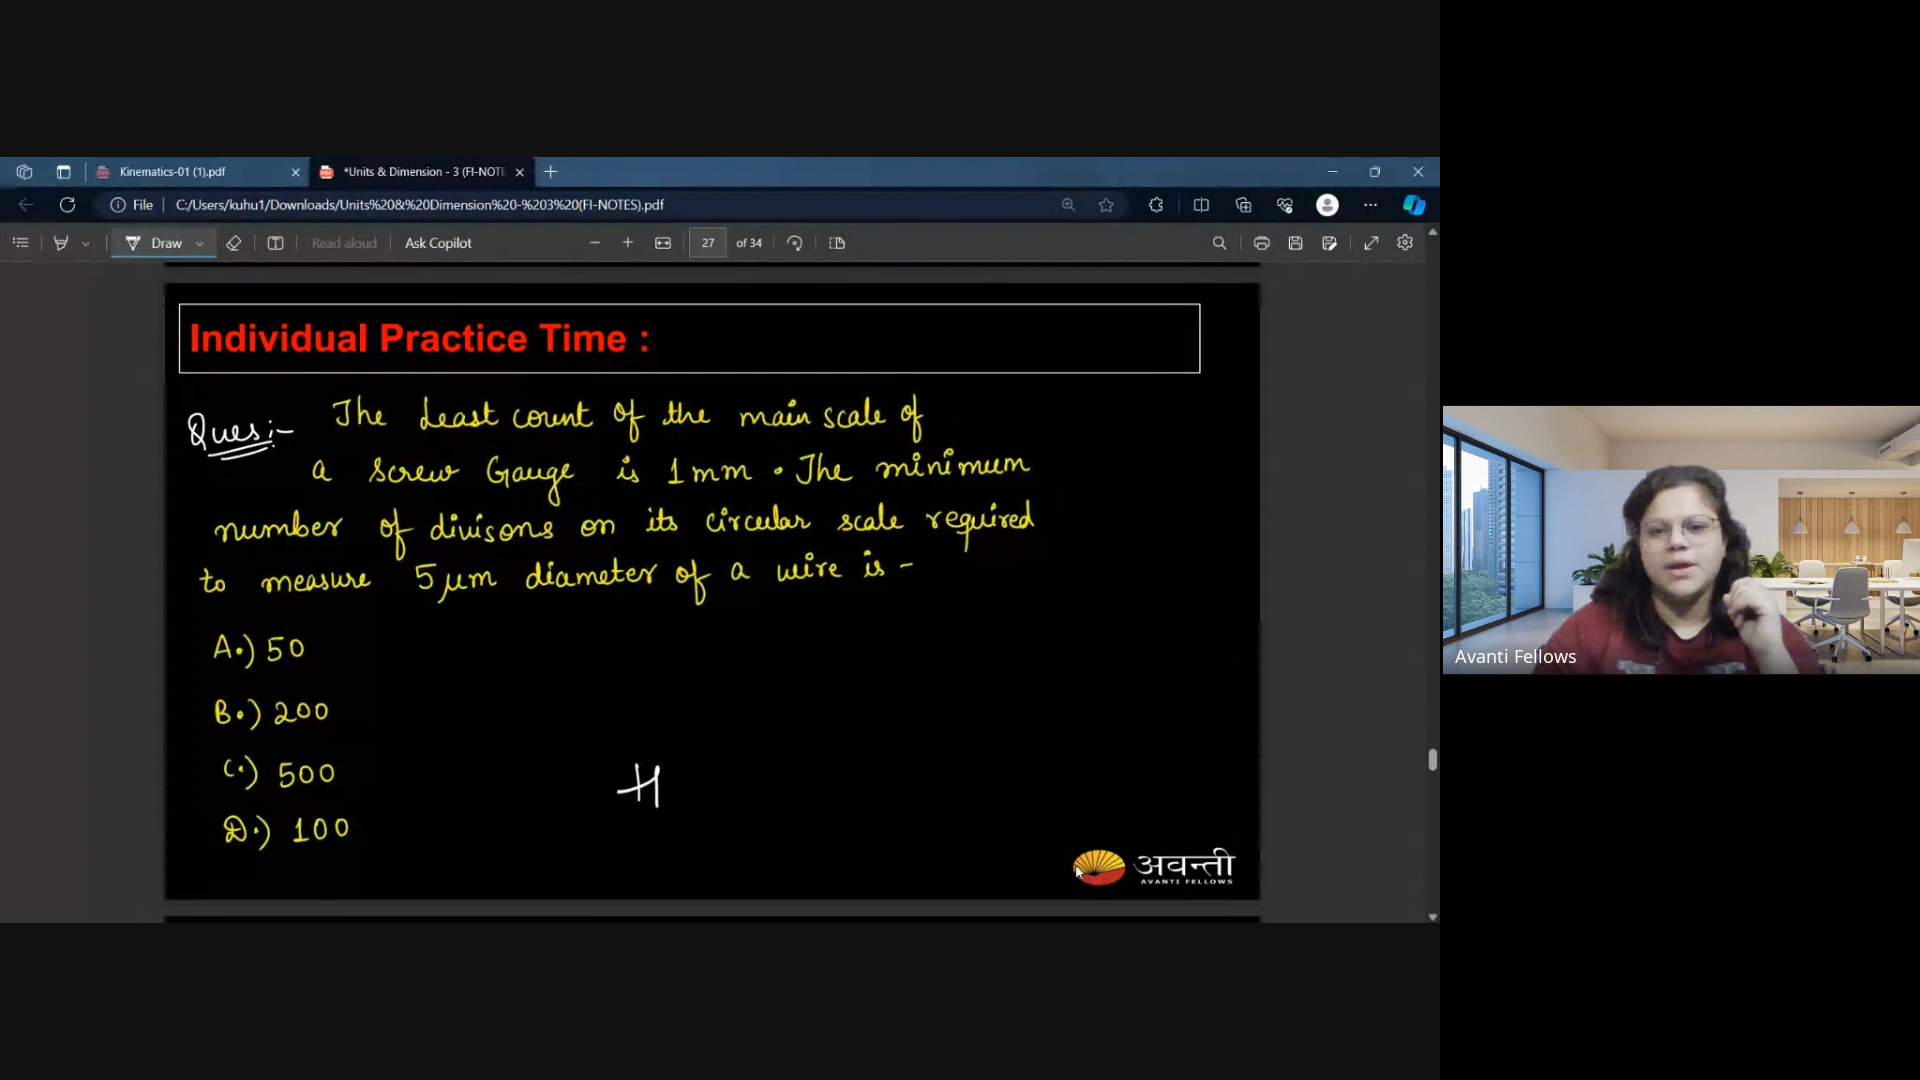 Kinematics-01 (1).pdf
*Units & Dimension - 3 (FI-NOTE
File
C:/Users/kuhu1/Downloads/Units%20&%20Dimension%20-%203%20(FI-NOTES).pdf
Draw
Read aloud
Ask Copilot
27
of 34
Individual Practice Time :
Ques:- The Least count of the main scale of
a screw Gauge is 1 mm. The minimum
number of divisons on its circular scale required
to measure 5 μm diameter of a wire is -
A.) 50
B.) 200
C.) 500
D.) 100
H
अवन्ती
AVANTI FELLOWS
Avanti Fellows